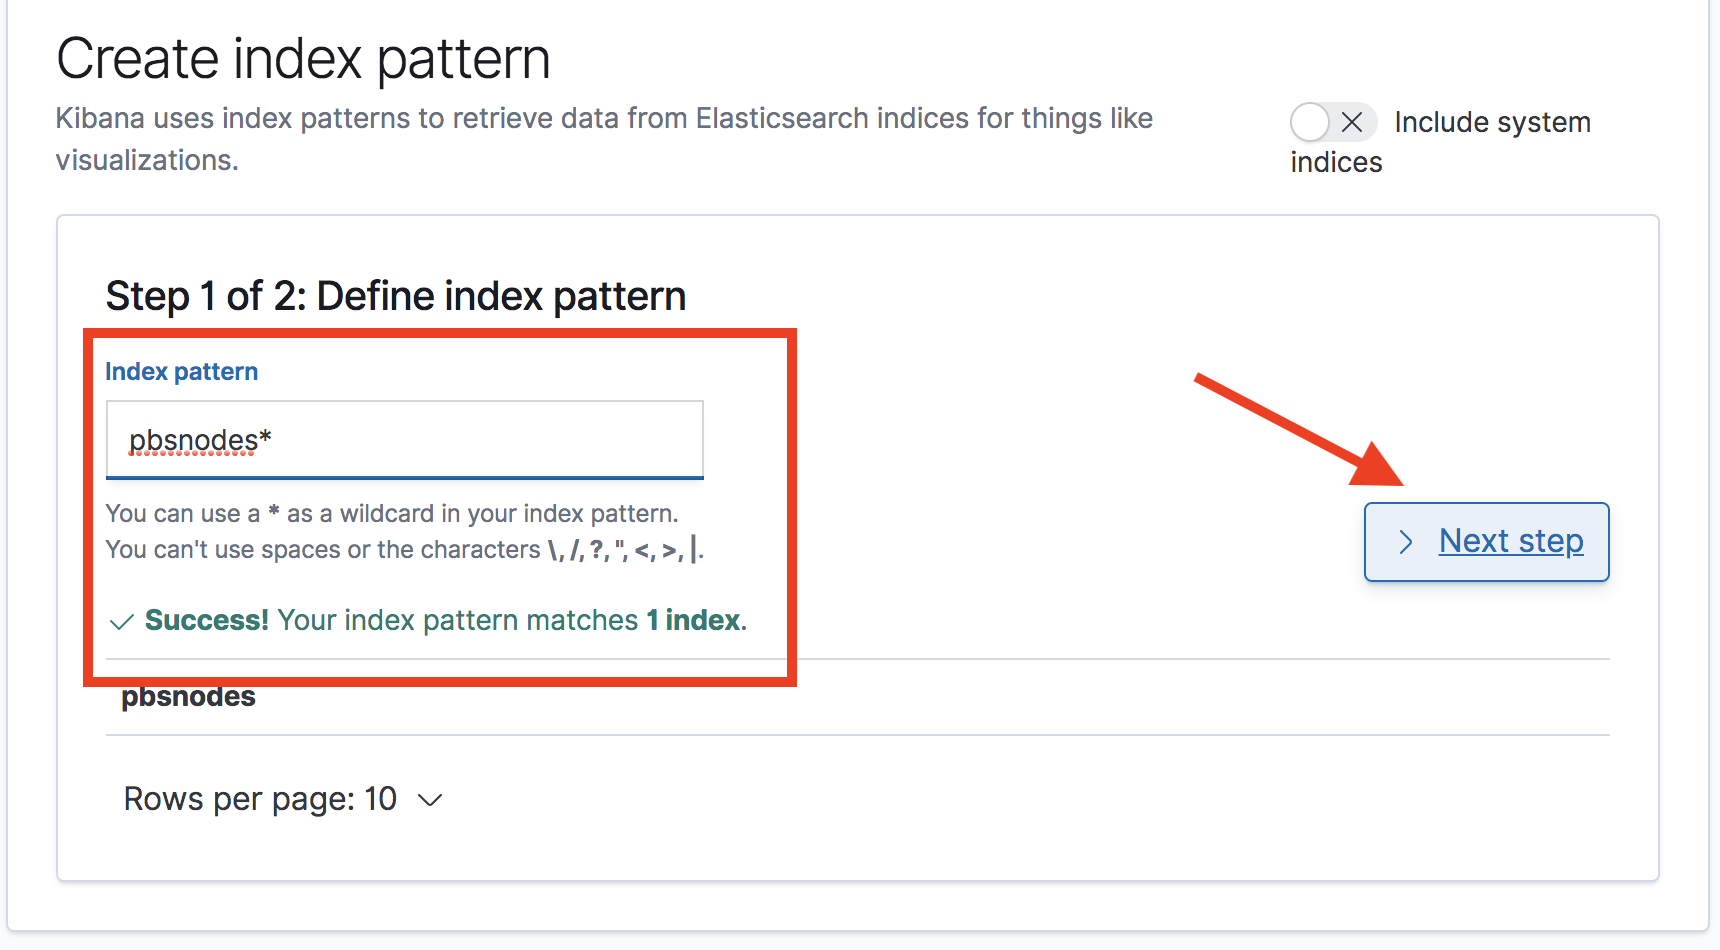 Create index pattern
Kibana uses index patterns to retrieve data from Elasticsearch indices for things like
visualizations.
Include system
indices
Step 1 of 2: Define index pattern
Index pattern
pbsnodes*
You can use a * as a wildcard in your index pattern.
You can't use spaces or the characters \, /, ?, ", <, >, |.
Next step
Success! Your index pattern matches 1 index.
pbsnodes
Rows per page: 10